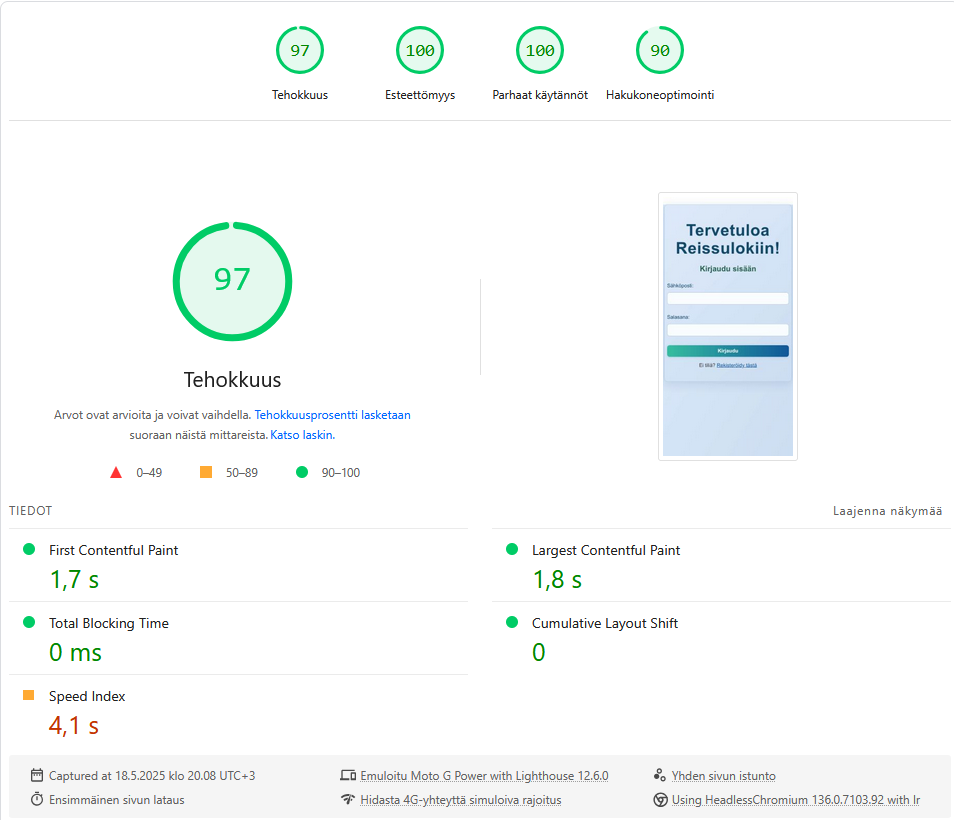 97
100
100
90
Tehokkuus
Esteettömyys
Parhaat käytännöt
Hakukoneoptimointi
97
Tehokkuus
Arvot ovat arvioita ja voivat vaihdella. Tehokkuusprosentti lasketaan
suoraan näistä mittareista. Katso laskin.
0–49
50–89
90–100
Tervetuloa
Reissulokiin!
Kirjaudu sisään
Sähköposti:
Salasana:
Kirjaudu
Ei tiliä? Rekisteröidy tästä
TIEDOT
Laajenna näkymää
First Contentful Paint
1,7 s
Largest Contentful Paint
1,8 s
Total Blocking Time
0 ms
Cumulative Layout Shift
0
Speed Index
4,1 s
Captured at 18.5.2025 klo 20.08 UTC+3
Emuloitu Moto G Power with Lighthouse 12.6.0
Yhden sivun istunto
Ensimmäinen sivun lataus
Hidasta 4G-yhteyttä simuloiva rajoitus
Using HeadlessChromium 136.0.7103.92 with lr